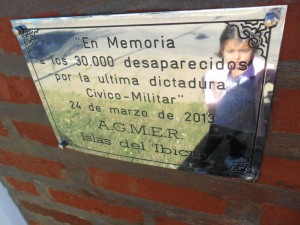 "En Memoria
a los 30.000 desaparecidos
por la ultima dictadura
Civico-Militar"
24 de marzo de 2013
A.G.M.E.R.
Islas del Ibicuy